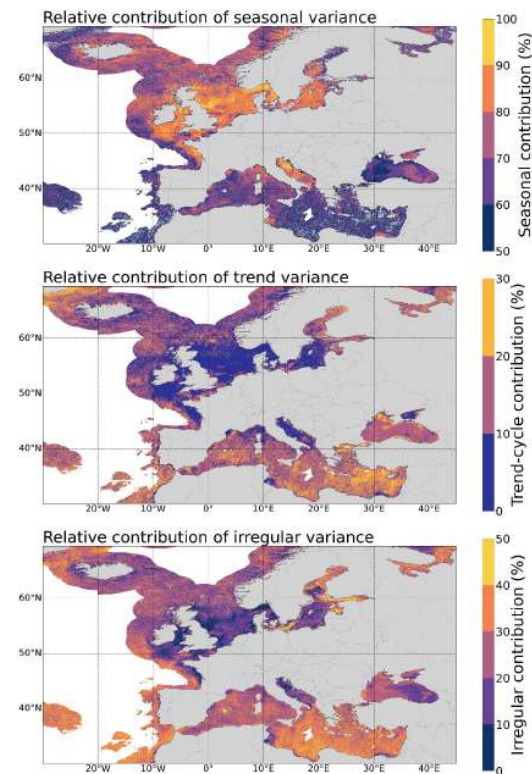 Relative contribution of seasonal variance
60°N
50°N
40°N
20°W 10°W 0° 10°E 20°E 30°E 40°E
100
90
80
70
60
50
Seasonal contribution (%)
Relative contribution of trend variance
60°N
50°N
40°N
20°W 10°W 0° 10°E 20°E 30°E 40°E
30
20
10
0
Trend-cycle contribution (%)
Relative contribution of irregular variance
60°N
50°N
40°N
20°W 10°W 0° 10°E 20°E 30°E 40°E
50
40
30
20
10
0
Irregular contribution (%)